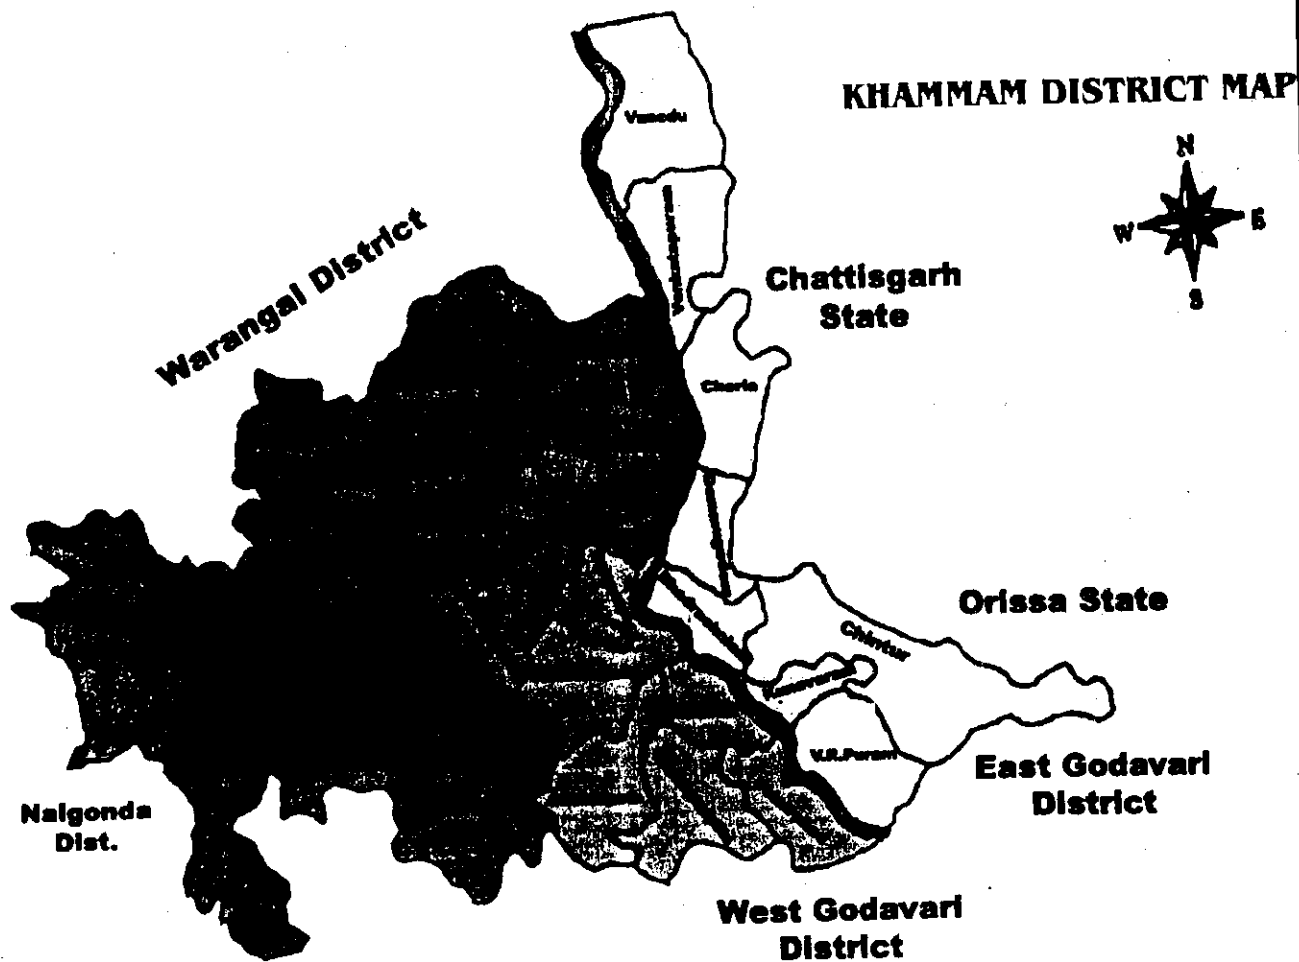 KHAMMAM DISTRICT MAP
N
W
E
S
Warangal District
Chattisgarh
State
Cherla
Orissa State
Chintur
V.R.Puram
East Godavari
District
Nalgonda
Dist.
West Godavari
District